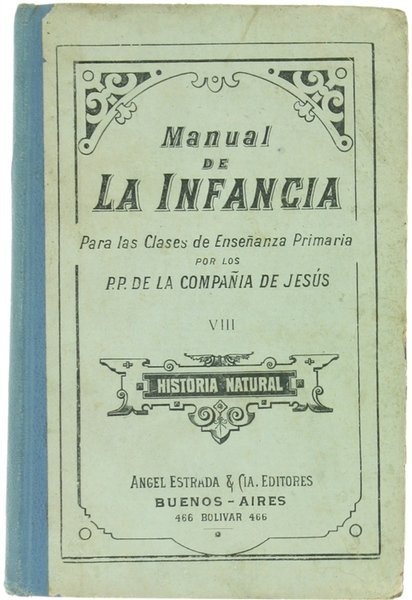 Manual
DE
LA INFANCIA
Para las Clases de Enseñanza Primaria
POR LOS
P.P. DE LA COMPAÑIA DE JESÚS
VIII
HISTORIA NATURAL
ANGEL ESTRADA & CIA. EDITORES
BUENOS-AIRES
466 BOLIVAR 466